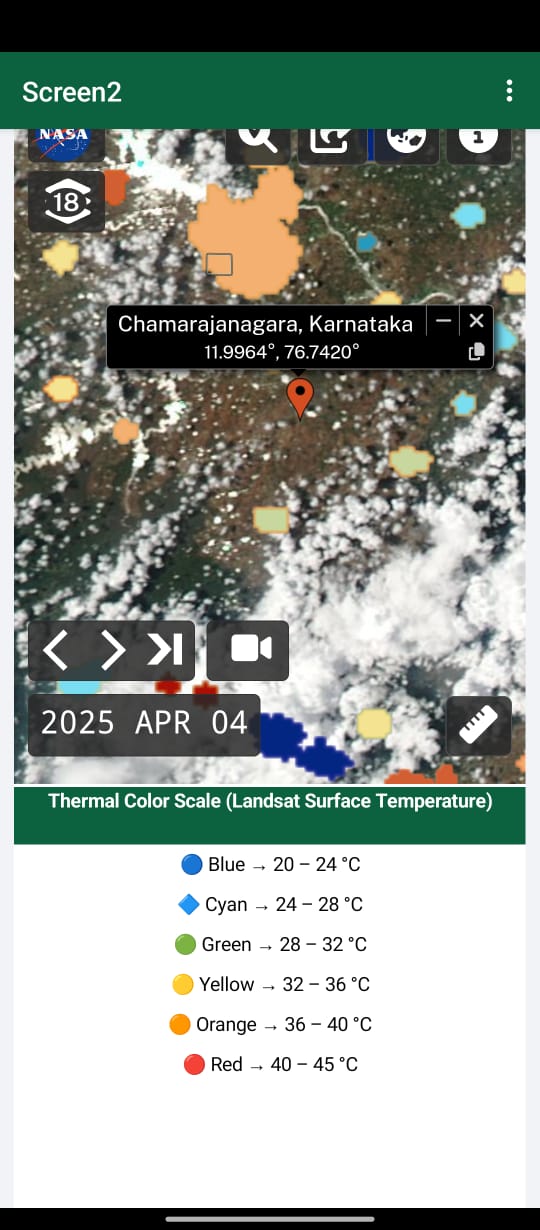 Screen2
NASA
18
Chamarajanagara, Karnataka
11.9964°, 76.7420°
2025 APR 04
Thermal Color Scale (Landsat Surface Temperature)
🔵 Blue → 20 – 24 °C
🔷 Cyan → 24 – 28 °C
🟢 Green → 28 – 32 °C
🟡 Yellow → 32 – 36 °C
🟠 Orange → 36 – 40 °C
🔴 Red → 40 – 45 °C